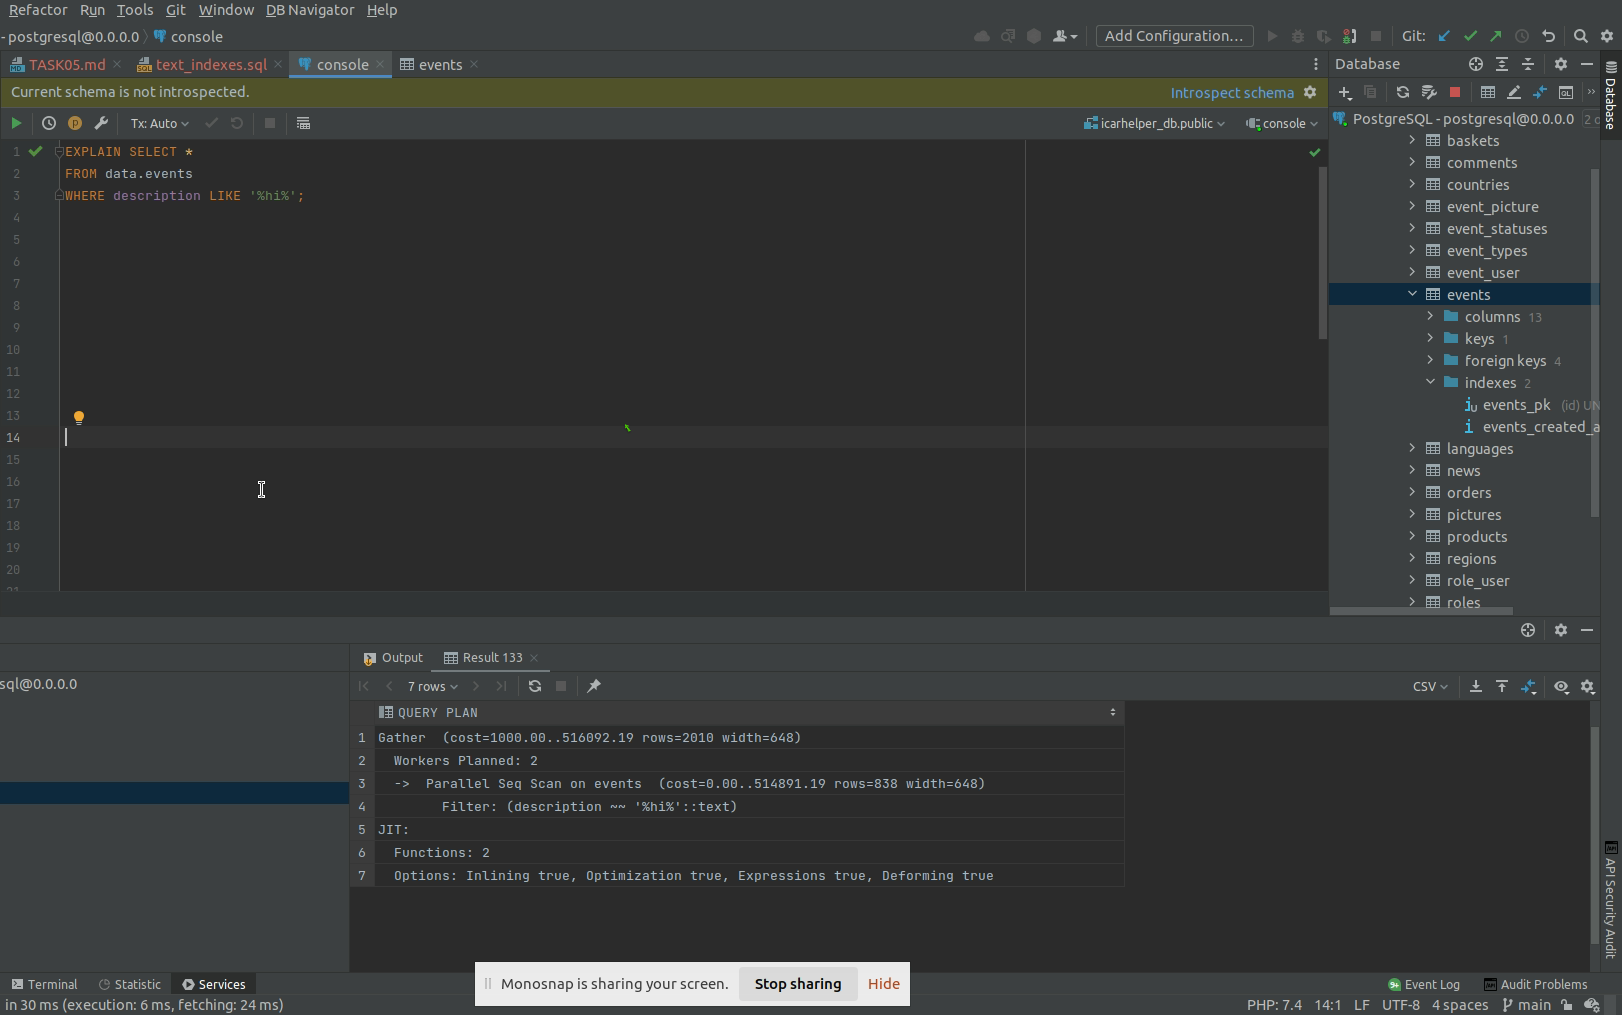 Refactor Run Tools Git Window DB Navigator Help
- postgresql@0.0.0.0 console
Add Configuration... Git:
TASK05.md text_indexes.sql console events
Database
Current schema is not introspected. Introspect schema
Tx: Auto icarhelper_db.public console
PostgreSQL - postgresql@0.0.0.0
1 EXPLAIN SELECT *
2 FROM data.events
3 WHERE description LIKE '%hi%';
4
5
6
7
8
9
10
11
12
13
14
15
16
17
18
19
20
21
baskets
comments
countries
event_picture
event_statuses
event_types
event_user
events
columns 13
keys 1
foreign keys 4
indexes 2
events_pk (id) UN
events_created_a
languages
news
orders
pictures
products
regions
role_user
roles
Database
API Security Audit
Output Result 133
sql@0.0.0.0
7 rows CSV
QUERY PLAN
1 Gather (cost=1000.00..516092.19 rows=2010 width=648)
2 Workers Planned: 2
3 -> Parallel Seq Scan on events (cost=0.00..514891.19 rows=838 width=648)
4 Filter: (description ~~ '%hi%'::text)
5 JIT:
6 Functions: 2
7 Options: Inlining true, Optimization true, Expressions true, Deforming true
Monosnap is sharing your screen. Stop sharing Hide
Terminal Statistic Services Event Log Audit Problems
in 30 ms (execution: 6 ms, fetching: 24 ms) PHP: 7.4 14:1 LF UTF-8 4 spaces main